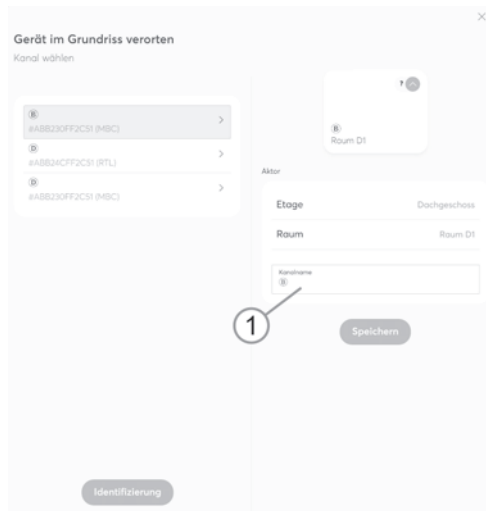 Gerät im Grundriss verorten
Kanal wählen
B
#ABB230FF2C51 (MBC)
D
#ABB24CFF2C51 (RTL)
D
#ABB230FF2C51 (MBC)
?
B
Raum D1
Aktor
Etage Dachgeschoss
Raum Raum D1
Kanalname
B
1
Speichern
Identifizierung